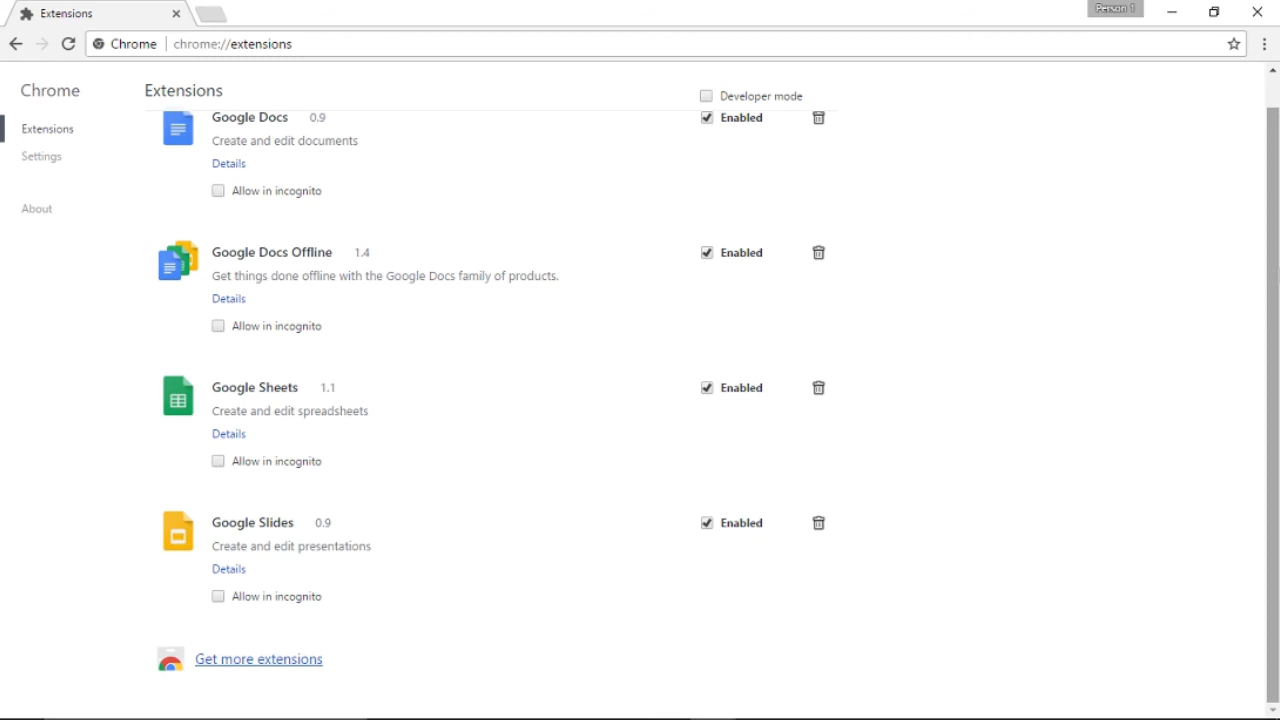 Extensions
Person 1
Chrome chrome://extensions
Chrome
Extensions
Settings
About
Extensions
Developer mode
Google Docs 0.9
Enabled
Create and edit documents
Details
Allow in incognito
Google Docs Offline 1.4
Enabled
Get things done offline with the Google Docs family of products.
Details
Allow in incognito
Google Sheets 1.1
Enabled
Create and edit spreadsheets
Details
Allow in incognito
Google Slides 0.9
Enabled
Create and edit presentations
Details
Allow in incognito
Get more extensions